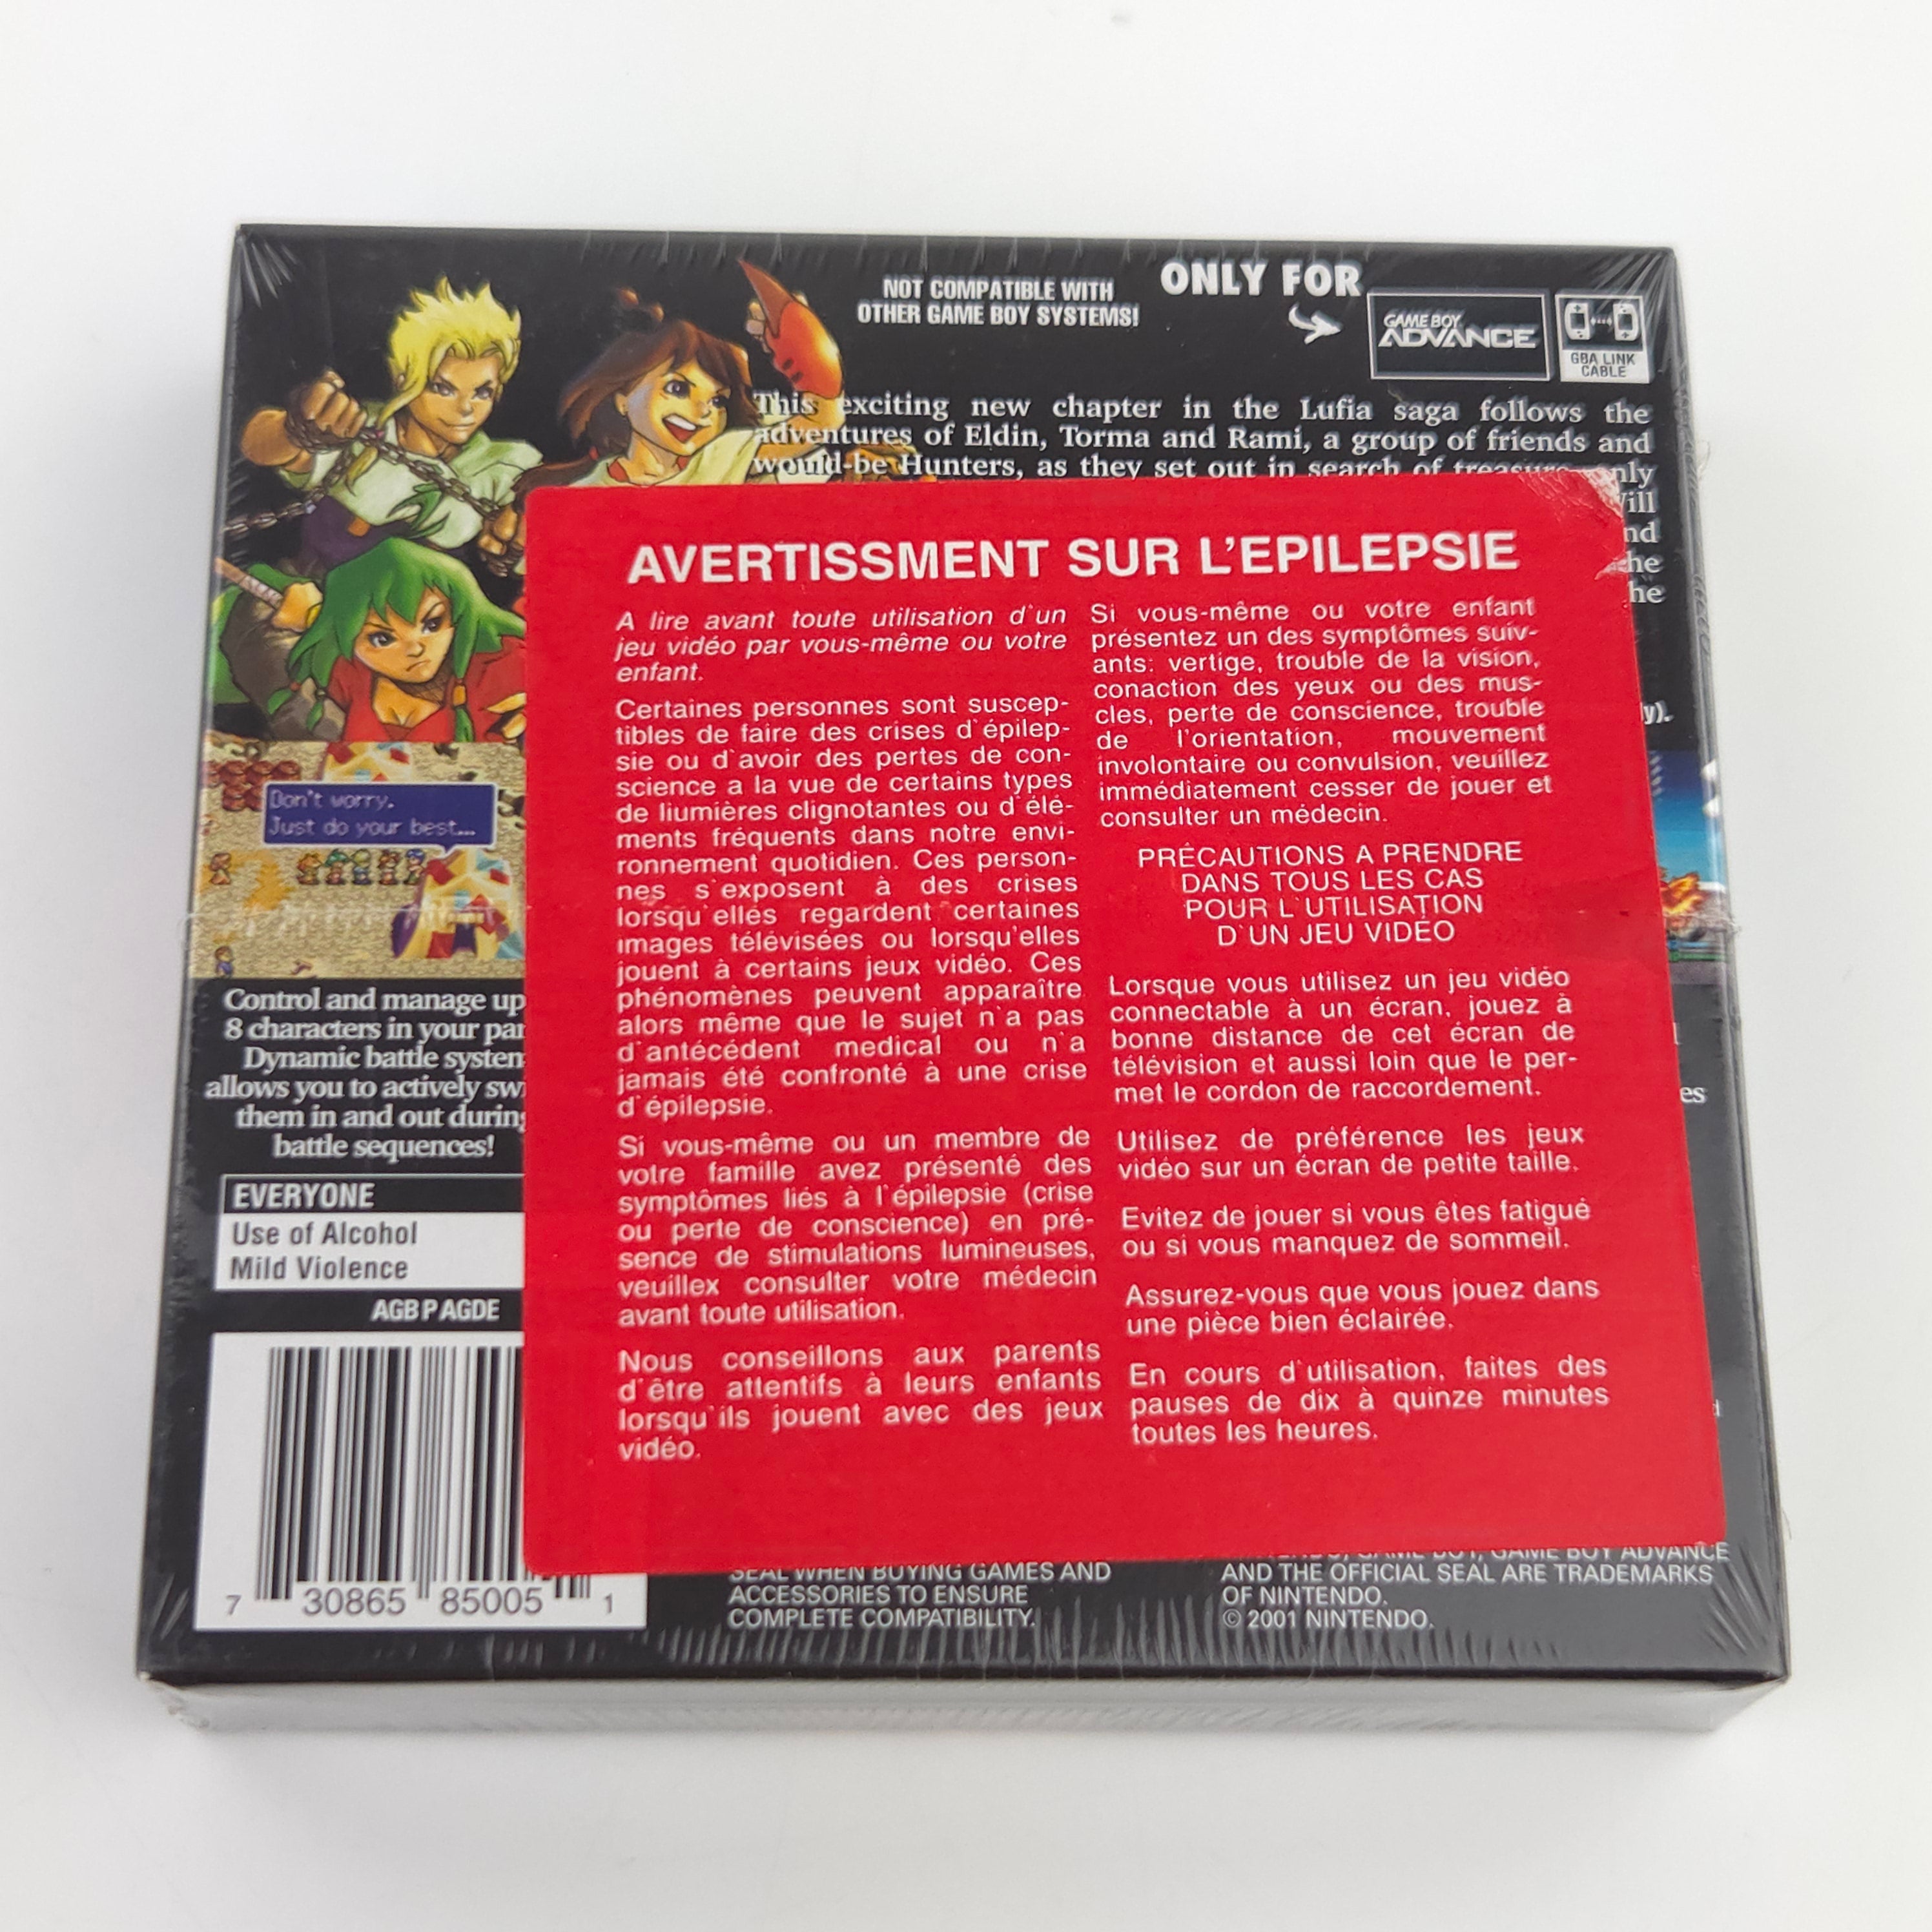 NOT COMPATIBLE WITH
OTHER GAME BOY SYSTEMS!
ONLY FOR
GAME BOY
ADVANCE
GBA LINK
CABLE
This exciting new chapter in the Lufia saga follows the
adventures of Eldin, Torma and Rami, a group of friends and
would-be Hunters, as they set out in search of
AVERTISSMENT SUR L'EPILEPSIE
A lire avant toute utilisation d'un
jeu vidéo par vous-même ou votre
enfant.
Certaines personnes sont suscep-
tibles de faire des crises d'épilep-
sie ou d'avoir des pertes de con-
science a la vue de certains types
de liumières clignotantes ou d'élé-
ments fréquents dans notre envi-
ronnement quotidien. Ces person-
nes s'exposent à des crises
lorsqu'elles regardent certaines
images télévisées ou lorsqu'elles
jouent à certains jeux vidéo. Ces
phénomènes peuvent apparaître
alors même que le sujet n'a pas
d'antécédent medical ou n'a
jamais été confronté à une crise
d'épilepsie.
Si vous-même ou un membre de
votre famille avez présenté des
symptômes liés à l'épilepsie (crise
ou perte de conscience) en pré-
sence de stimulations lumineuses,
veuillex consulter votre médecin
avant toute utilisation.
Nous conseillons aux parents
d'être attentifs à leurs enfants
lorsqu'ils jouent avec des jeux
vidéo.
Si vous-même ou votre enfant
présentez un des symptômes suiv-
ants: vertige, trouble de la vision,
conaction des yeux ou des mus-
cles, perte de conscience, trouble
de l'orientation, mouvement
involontaire ou convulsion, veuillez
immédiatement cesser de jouer et
consulter un médecin.
PRÉCAUTIONS A PRENDRE
DANS TOUS LES CAS
POUR L'UTILISATION
D'UN JEU VIDÉO
Lorsque vous utilisez un jeu vidéo
connectable à un écran, jouez à
bonne distance de cet écran de
télévision et aussi loin que le per-
met le cordon de raccordement.
Utilisez de préférence les jeux
vidéo sur un écran de petite taille.
Evitez de jouer si vous êtes fatigué
ou si vous manquez de sommeil.
Assurez-vous que vous jouez dans
une pièce bien éclairée.
En cours d'utilisation, faites des
pauses de dix à quinze minutes
toutes les heures.
Don't worry.
Just do your best...
Control and manage up
8 characters in your
Dynamic battle
allows you to actively
them in and out during
battle sequences!
EVERYONE
Use of Alcohol
Mild Violence
AGB P AGDE
7 30865 85005 1
SEAL WHEN BUYING GAMES AND
ACCESSORIES TO ENSURE
COMPLETE COMPATIBILITY.
GAME BOY, GAME BOY ADVANCE
AND THE OFFICIAL SEAL ARE TRADEMARKS
OF NINTENDO.
© 2001 NINTENDO.